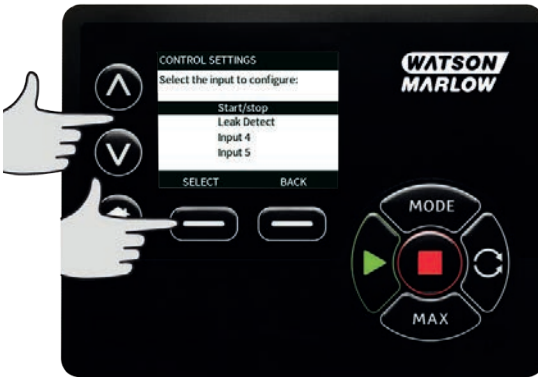 CONTROL SETTINGS
Select the input to configure:
Start/stop
Leak Detect
Input 4
Input 5
SELECT BACK
WATSON
MARLOW
MODE
MAX